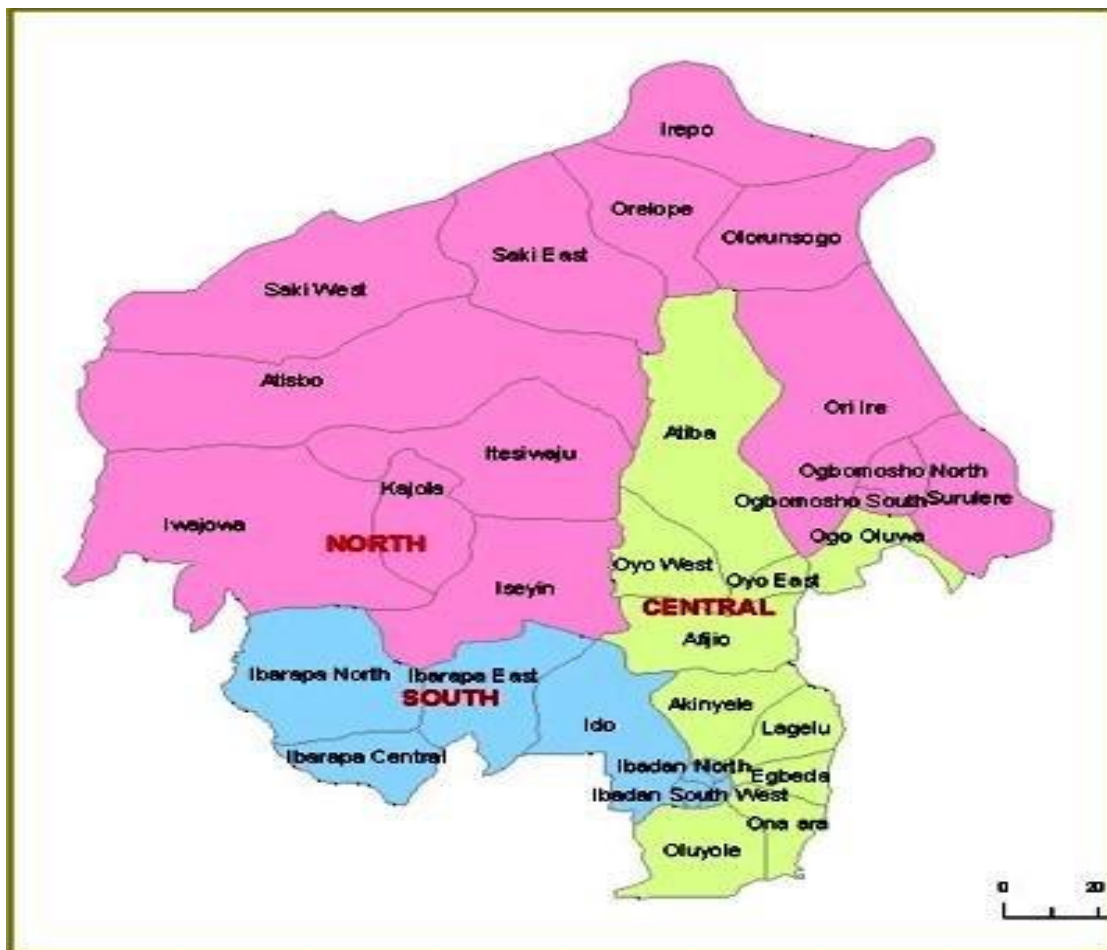 Irepo
Orelope
Olorunsogo
Saki East
Saki West
Atisbo
Ori Ire
Atiba
Itesiwaju
Ogbomosho North
Kajola
Ogbomosho South
Surulere
Iwajowa
NORTH
Ogo Oluwa
Oyo West
Oyo East
Iseyin
CENTRAL
Afijio
Ibarapa North
Ibarapa East
SOUTH
Akinyele
Ido
Lagelu
Ibarapa Central
Ibadan North
Egbeda
Ibadan South West
Ona ara
Oluyole
0 20